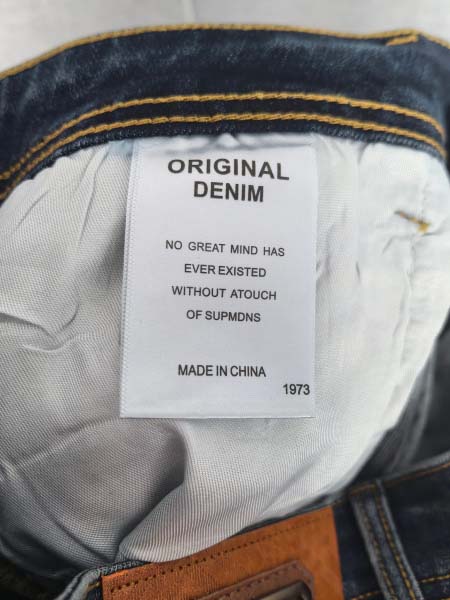 ORIGINAL
DENIM
NO GREAT MIND HAS
EVER EXISTED
WITHOUT ATOUCH
OF SUPMDNS
MADE IN CHINA
1973